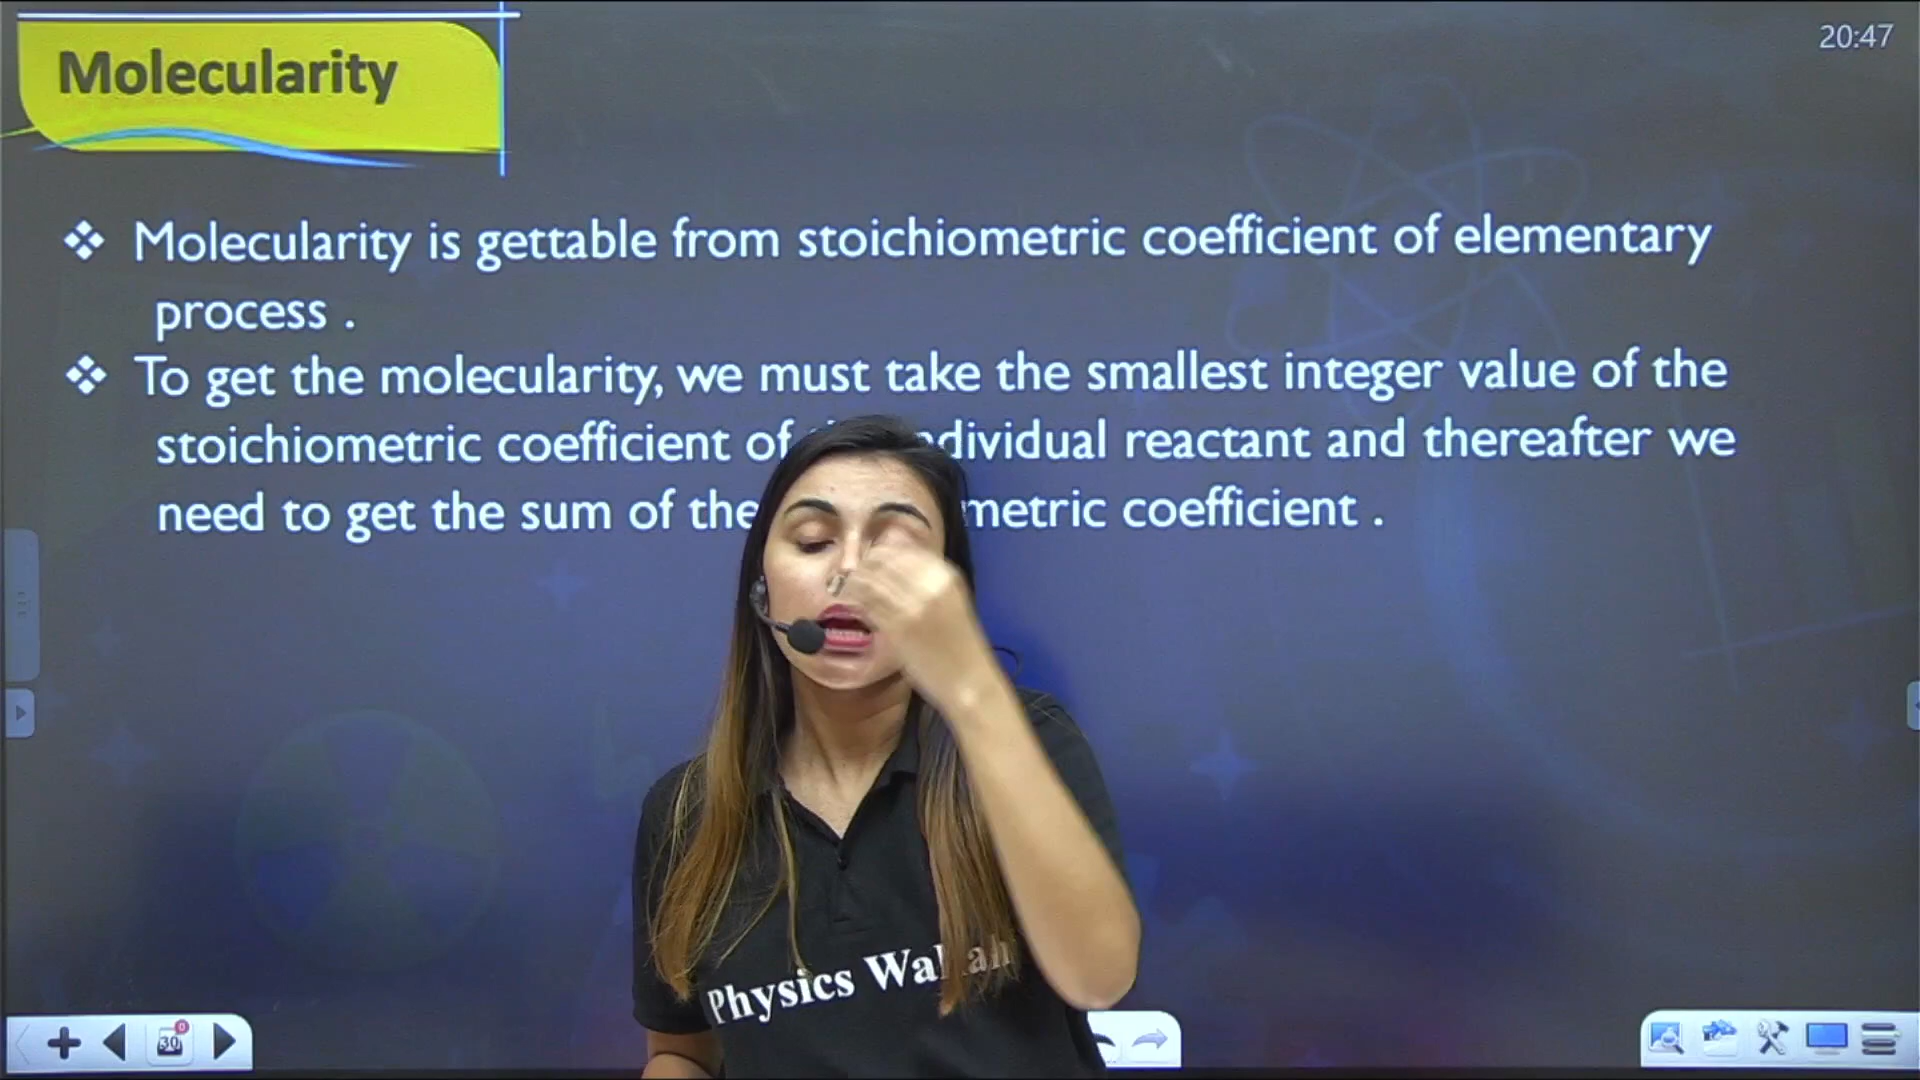 Molecularity
20:47
❖ Molecularity is gettable from stoichiometric coefficient of elementary
process .
❖ To get the molecularity, we must take the smallest integer value of the
stoichiometric coefficient of individual reactant and thereafter we
need to get the sum of the metric coefficient .
Physics Wallah
30
0